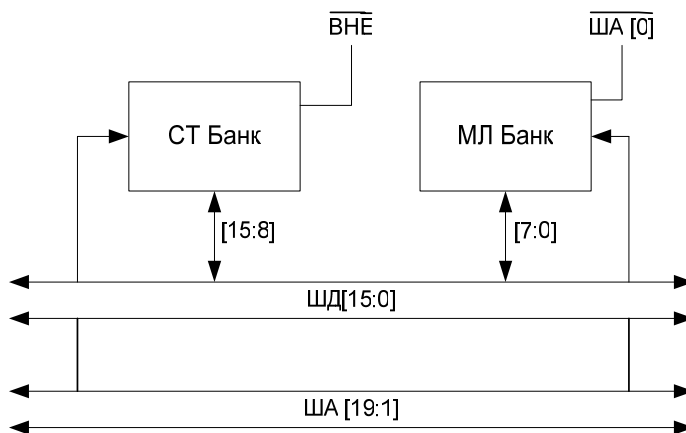 BHE
ША [0]
СТ Банк
МЛ Банк
[15:8]
[7:0]
ШД[15:0]
ША [19:1]